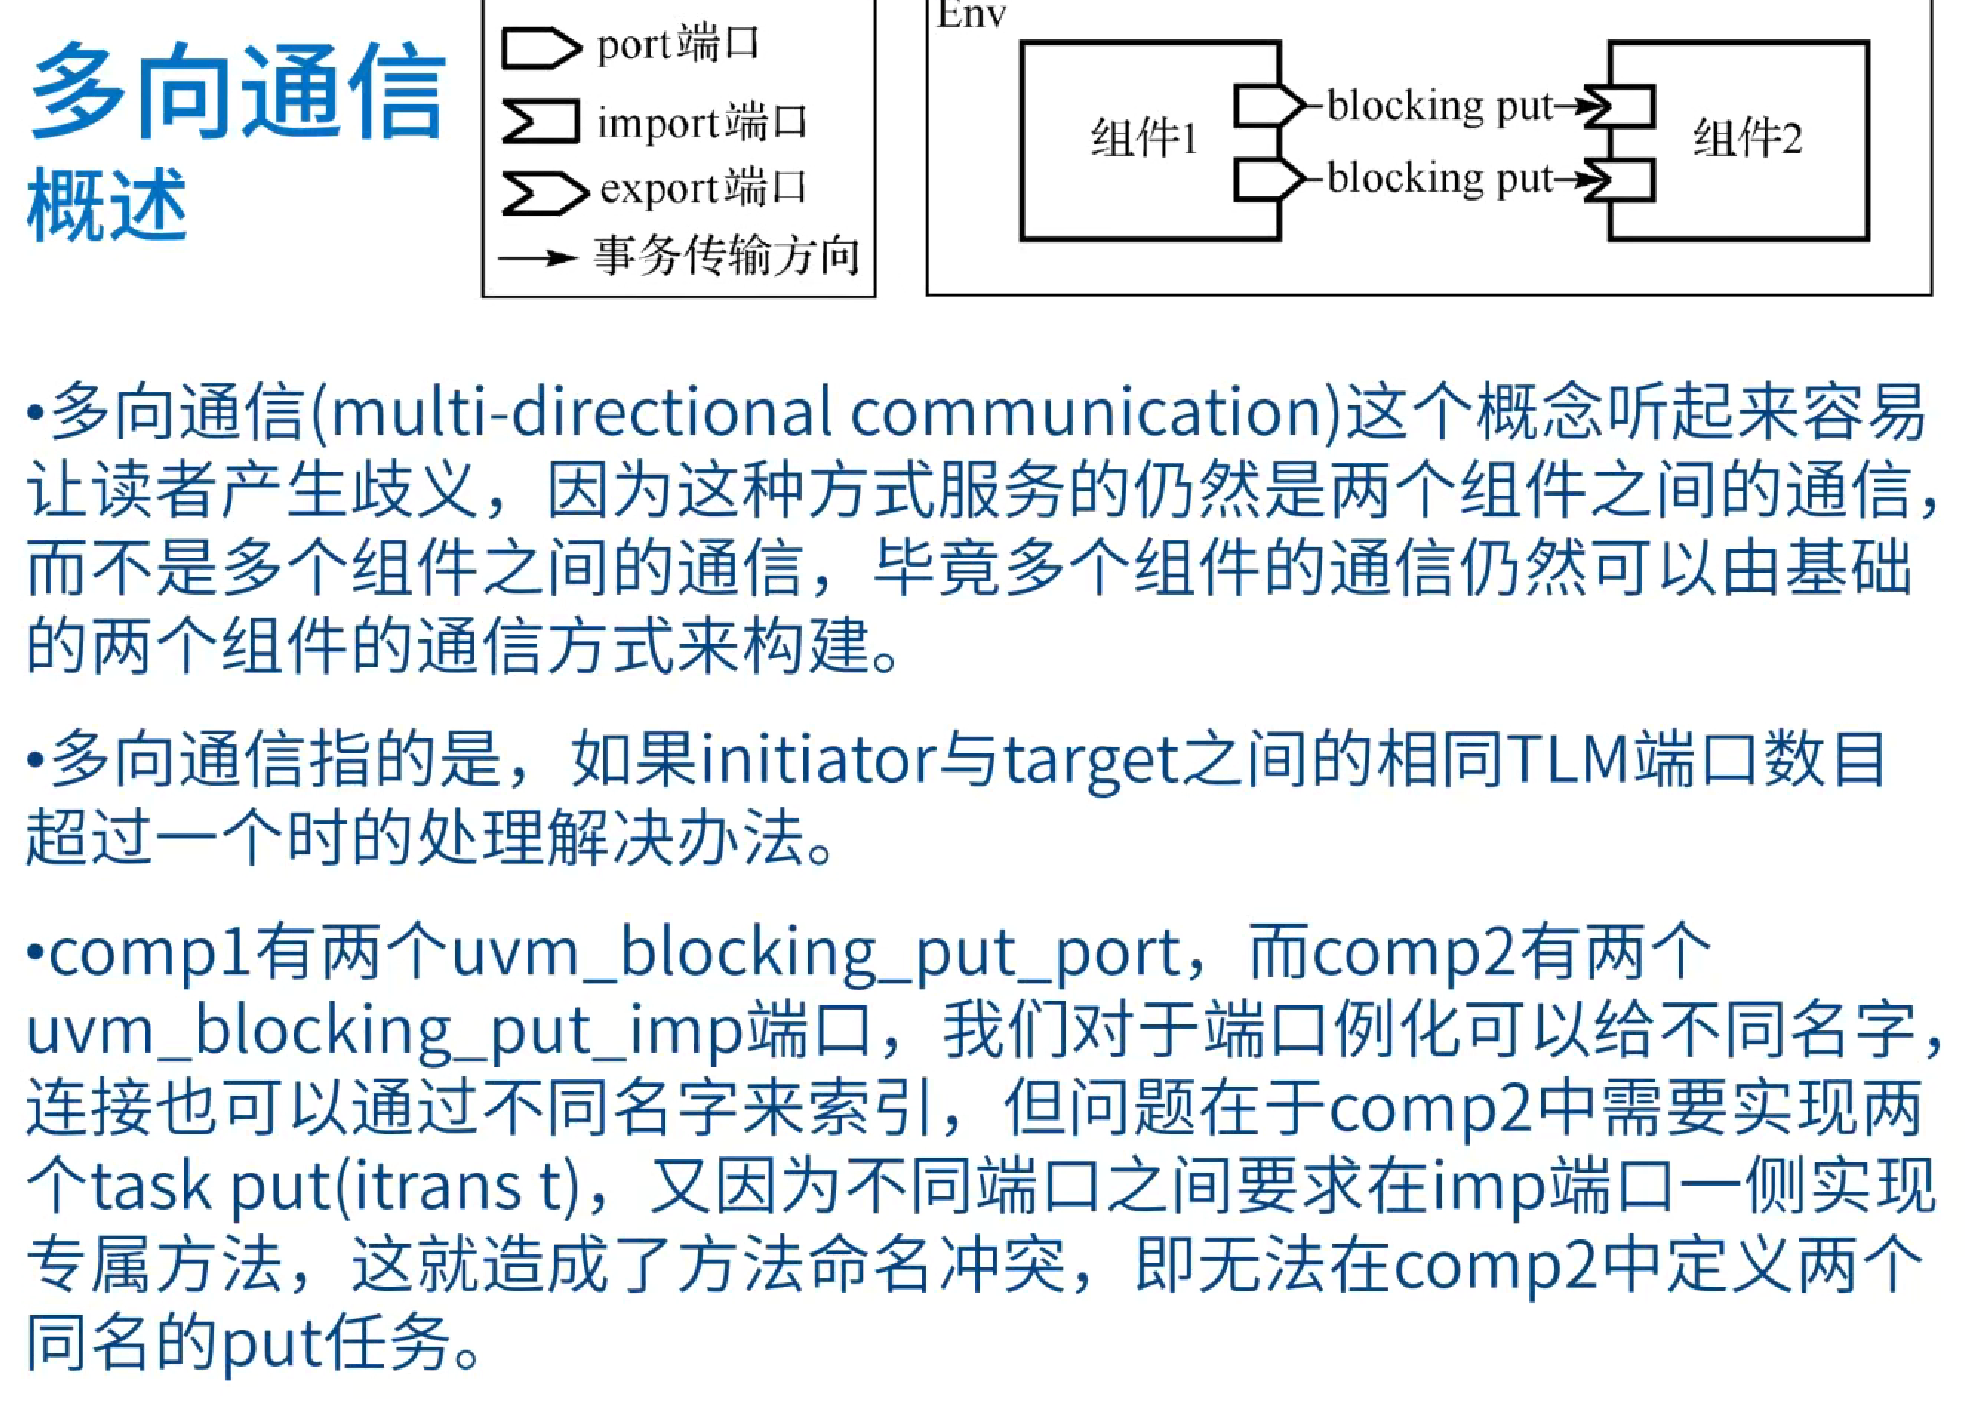 多向通信
概述
port端口
import端口
export端口
事务传输方向
Env
组件1
blocking put
blocking put
组件2
•多向通信(multi-directional communication)这个概念听起来容易
让读者产生歧义，因为这种方式服务的仍然是两个组件之间的通信，
而不是多个组件之间的通信，毕竟多个组件的通信仍然可以由基础
的两个组件的通信方式来构建。
•多向通信指的是，如果initiator与target之间的相同TLM端口数目
超过一个时的处理解决办法。
•comp1有两个uvm_blocking_put_port，而comp2有两个
uvm_blocking_put_imp端口，我们对于端口例化可以给不同名字，
连接也可以通过不同名字来索引，但问题在于comp2中需要实现两
个task put(itrans t)，又因为不同端口之间要求在imp端口一侧实现
专属方法，这就造成了方法命名冲突，即无法在comp2中定义两个
同名的put任务。